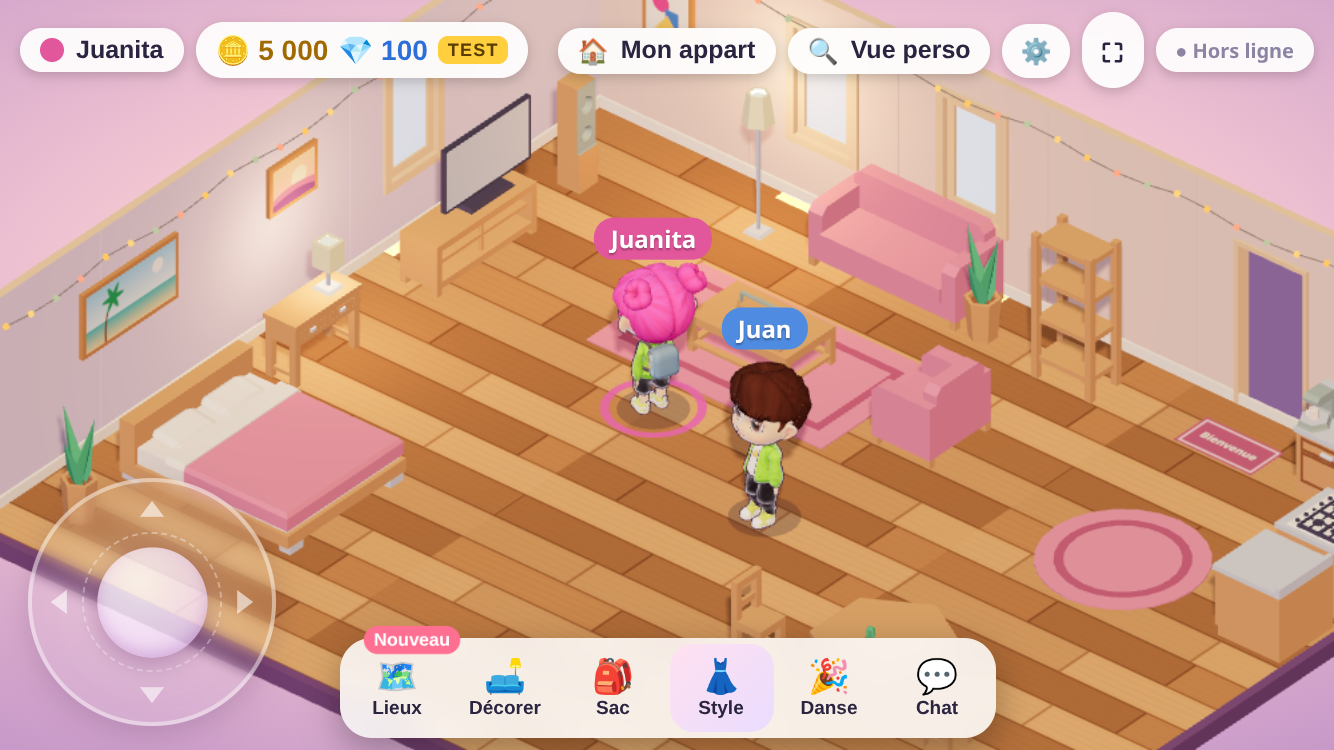 Juanita
5 000
100
TEST
Mon appart
Vue perso
Hors ligne
Juanita
Juan
Bienvenue
Nouveau
Lieux
Décorer
Sac
Style
Danse
Chat